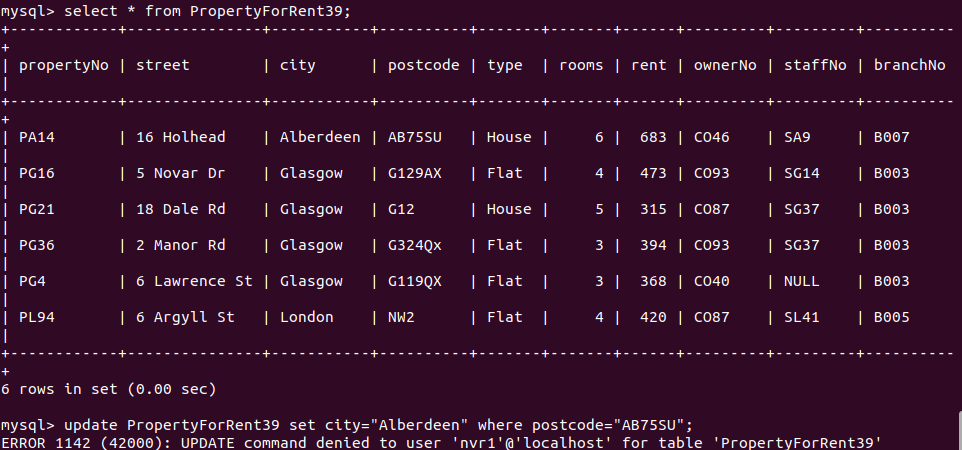 mysql> select * from PropertyForRent39;
+------------+---------------+-----------+----------+-------+-------+------+---------+---------+----------
+
| propertyNo | street        | city      | postcode | type  | rooms | rent | ownerNo | staffNo | branchNo
|
+------------+---------------+-----------+----------+-------+-------+------+---------+---------+----------
+
| PA14       | 16 Holhead    | Alberdeen | AB75SU   | House |     6 |  683 | CO46    | SA9     | B007
|
| PG16       | 5 Novar Dr    | Glasgow   | G129AX   | Flat  |     4 |  473 | CO93    | SG14    | B003
|
| PG21       | 18 Dale Rd    | Glasgow   | G12      | House |     5 |  315 | CO87    | SG37    | B003
|
| PG36       | 2 Manor Rd    | Glasgow   | G324Qx   | Flat  |     3 |  394 | CO93    | SG37    | B003
|
| PG4        | 6 Lawrence St | Glasgow   | G119QX   | Flat  |     3 |  368 | CO40    | NULL    | B003
|
| PL94       | 6 Argyll St   | London    | NW2      | Flat  |     4 |  420 | CO87    | SL41    | B005
|
+------------+---------------+-----------+----------+-------+-------+------+---------+---------+----------
+
6 rows in set (0.00 sec)
mysql> update PropertyForRent39 set city="Alberdeen" where postcode="AB75SU";
ERROR 1142 (42000): UPDATE command denied to user 'nvr1'@'localhost' for table 'PropertyForRent39'